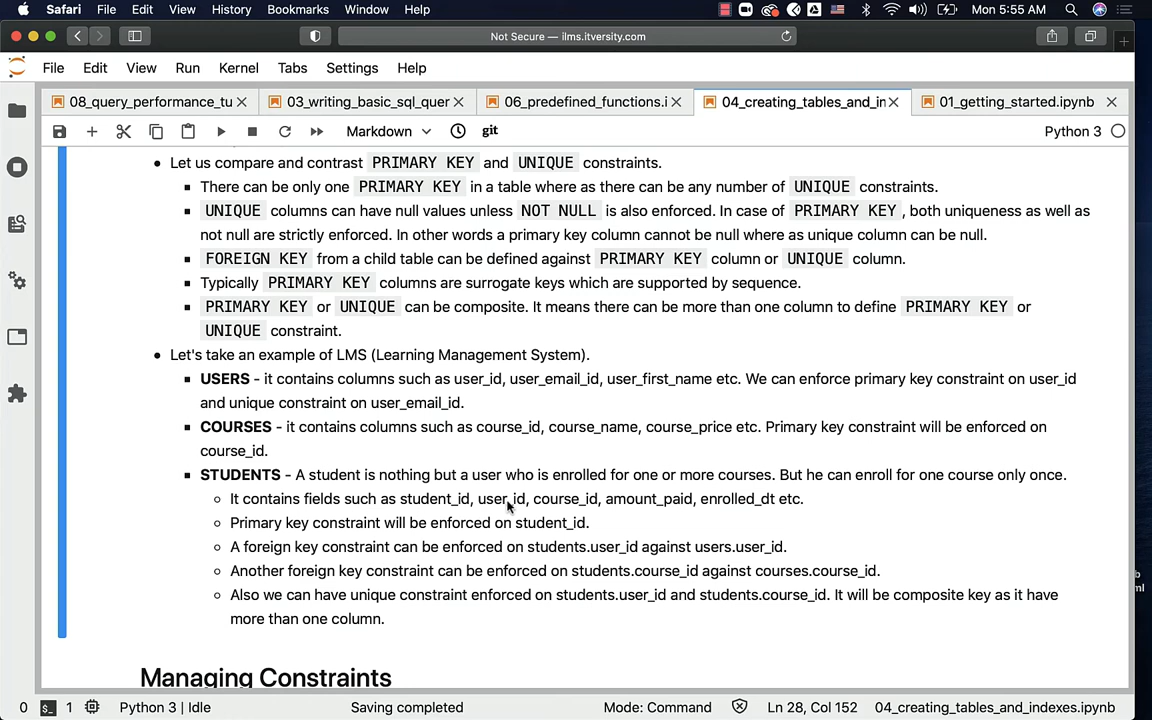 Safari File Edit View History Bookmarks Window Help Mon 5:55 AM
Not Secure — ilms.itversity.com
File Edit View Run Kernel Tabs Settings Help
08_query_performance_tu 03_writing_basic_sql_quer 06_predefined_functions.i 04_creating_tables_and_in 01_getting_started.ipynb
Markdown git Python 3
• Let us compare and contrast PRIMARY KEY and UNIQUE constraints.
▪ There can be only one PRIMARY KEY in a table where as there can be any number of UNIQUE constraints.
▪ UNIQUE columns can have null values unless NOT NULL is also enforced. In case of PRIMARY KEY , both uniqueness as well as
not null are strictly enforced. In other words a primary key column cannot be null where as unique column can be null.
▪ FOREIGN KEY from a child table can be defined against PRIMARY KEY column or UNIQUE column.
▪ Typically PRIMARY KEY columns are surrogate keys which are supported by sequence.
▪ PRIMARY KEY or UNIQUE can be composite. It means there can be more than one column to define PRIMARY KEY or
UNIQUE constraint.
• Let's take an example of LMS (Learning Management System).
▪ USERS - it contains columns such as user_id, user_email_id, user_first_name etc. We can enforce primary key constraint on user_id
and unique constraint on user_email_id.
▪ COURSES - it contains columns such as course_id, course_name, course_price etc. Primary key constraint will be enforced on
course_id.
▪ STUDENTS - A student is nothing but a user who is enrolled for one or more courses. But he can enroll for one course only once.
○ It contains fields such as student_id, user_id, course_id, amount_paid, enrolled_dt etc.
○ Primary key constraint will be enforced on student_id.
○ A foreign key constraint can be enforced on students.user_id against users.user_id.
○ Another foreign key constraint can be enforced on students.course_id against courses.course_id.
○ Also we can have unique constraint enforced on students.user_id and students.course_id. It will be composite key as it have
more than one column.
Managing Constraints
0 $_ 1 Python 3 | Idle Saving completed Mode: Command Ln 28, Col 152 04_creating_tables_and_indexes.ipynb